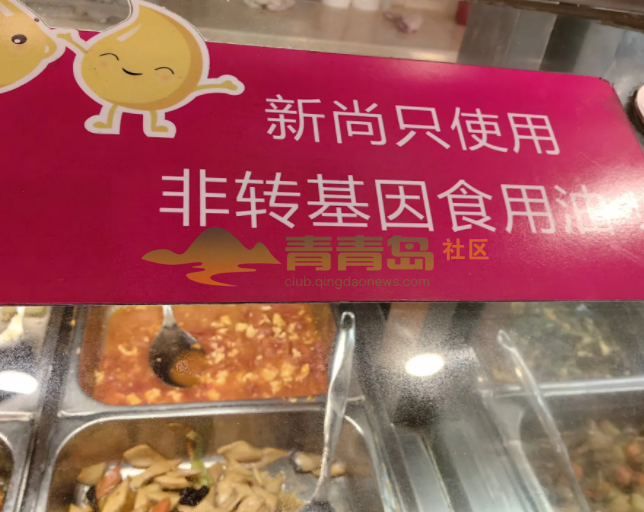 新尚只使用
非转基因食用油
青青岛 社区
club.qingdaonews.com